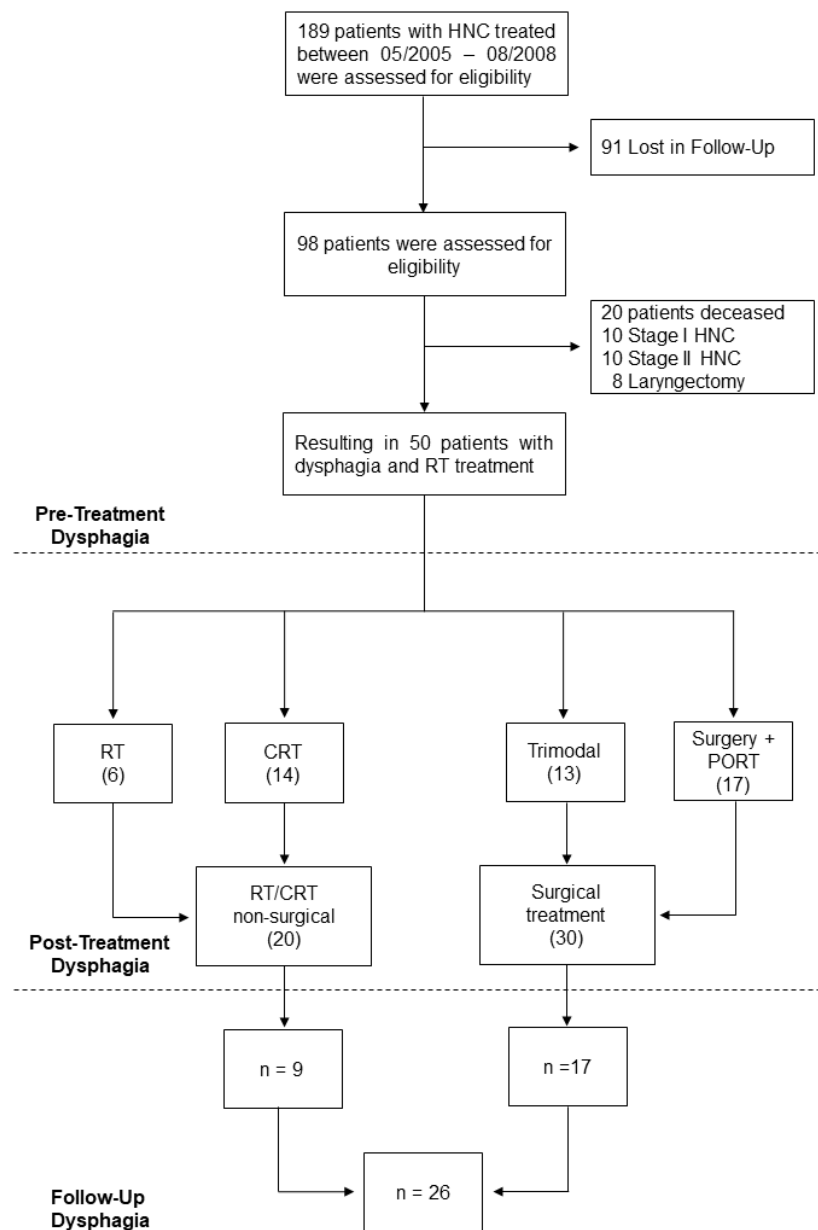 189 patients with HNC treated
between 05/2005 – 08/2008
were assessed for eligibility
91 Lost in Follow-Up
98 patients were assessed for
eligibility
20 patients deceased
10 Stage I HNC
10 Stage II HNC
8 Laryngectomy
Resulting in 50 patients with
dysphagia and RT treatment
Pre-Treatment
Dysphagia
RT
(6)
CRT
(14)
Trimodal
(13)
Surgery +
PORT
(17)
RT/CRT
non-surgical
(20)
Surgical
treatment
(30)
Post-Treatment
Dysphagia
n = 9
n =17
n = 26
Follow-Up
Dysphagia